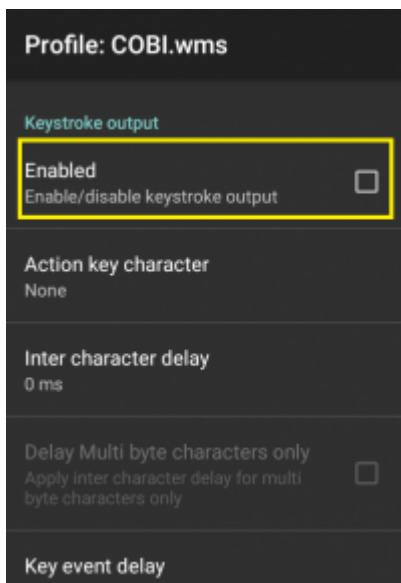 Profile: COBI.wms
Keystroke output
Enabled
Enable/disable keystroke output
Action key character
None
Inter character delay
0 ms
Delay Multi byte characters only
Apply inter character delay for multi
byte characters only
Key event delay